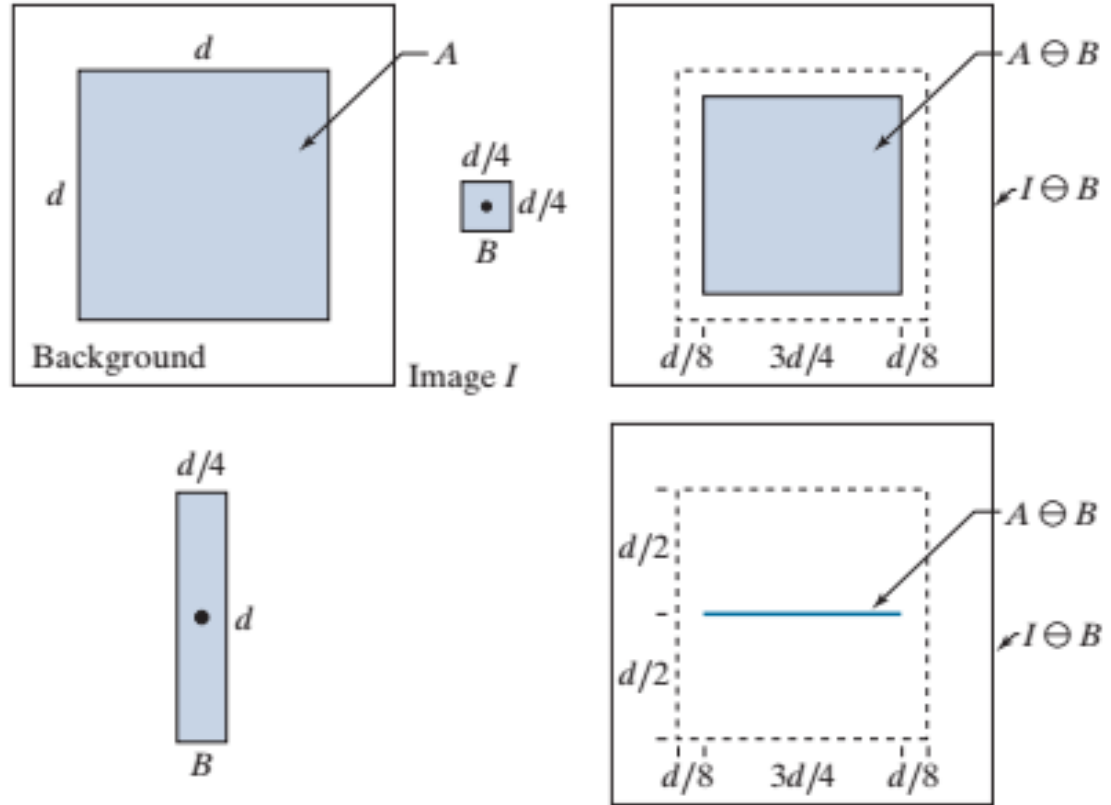 d
A
d
d/4
d/4
B
Background
Image I
A ⊖ B
I ⊖ B
d/8 3d/4 d/8
d/4
d
B
A ⊖ B
d/2
I ⊖ B
d/2
d/8 3d/4 d/8